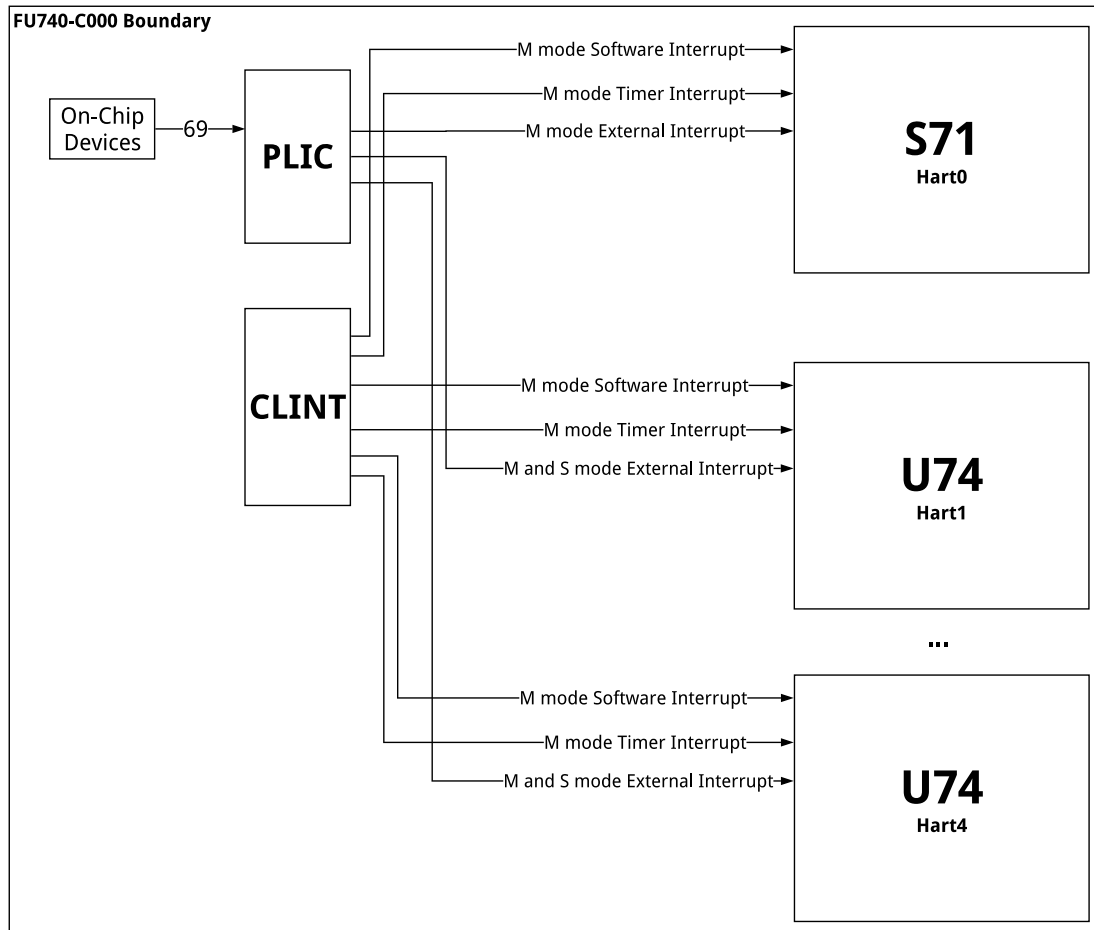 FU740-C000 Boundary
On-Chip
Devices
69
PLIC
CLINT
M mode Software Interrupt
M mode Timer Interrupt
M mode External Interrupt
S71
Hart0
M mode Software Interrupt
M mode Timer Interrupt
M and S mode External Interrupt
U74
Hart1
...
M mode Software Interrupt
M mode Timer Interrupt
M and S mode External Interrupt
U74
Hart4